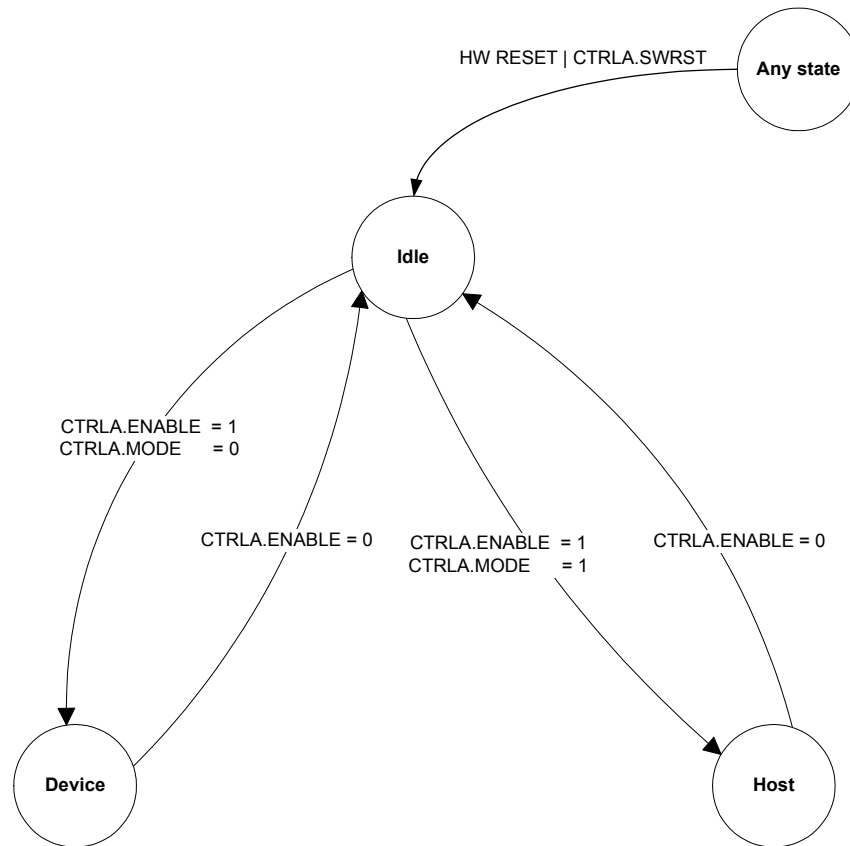 HW RESET | CTRLA.SWRST
Any state
Idle
CTRLA.ENABLE = 1
CTRLA.MODE = 0
CTRLA.ENABLE = 0
CTRLA.ENABLE = 1
CTRLA.MODE = 1
CTRLA.ENABLE = 0
Device
Host